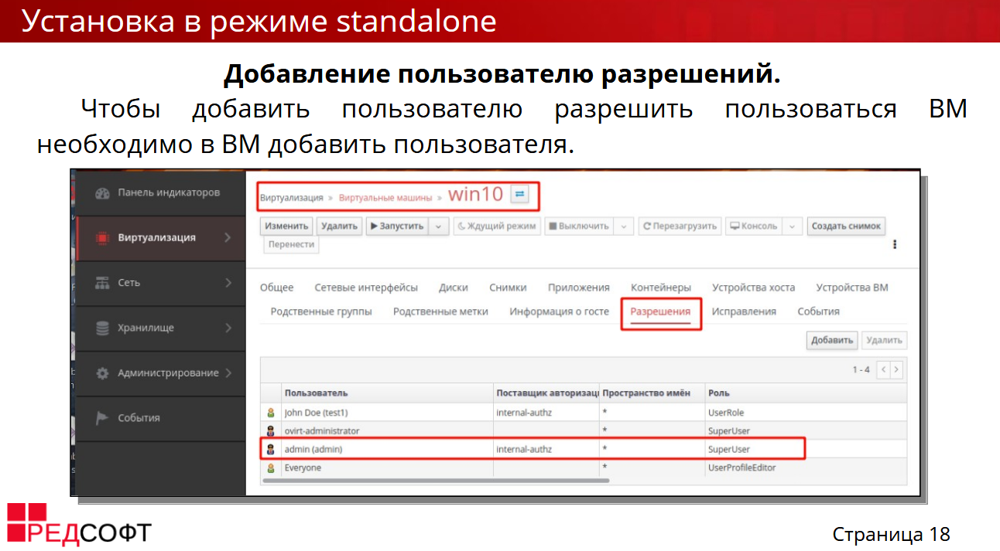 Установка в режиме standalone
Добавление пользователю разрешений.
Чтобы добавить пользователю разрешить пользоваться ВМ
необходимо в ВМ добавить пользователя.
Панель индикаторов
Виртуализация
Сеть
Хранилище
Администрирование
События
Виртуализация » Виртуальные машины » win10
Изменить Удалить Запустить Ждущий режим Выключить Перезагрузить Консоль Создать снимок
Перенести
Общее Сетевые интерфейсы Диски Снимки Приложения Контейнеры Устройства хоста Устройства ВМ
Родственные группы Родственные метки Информация о госте Разрешения Исправления События
Добавить Удалить
1 - 4
Пользователь Поставщик авторизаци Пространство имён Роль
John Doe (test1) internal-authz * UserRole
ovirt-administrator * SuperUser
admin (admin) internal-authz * SuperUser
Everyone * UserProfileEditor
РЕДСОФТ
Страница 18